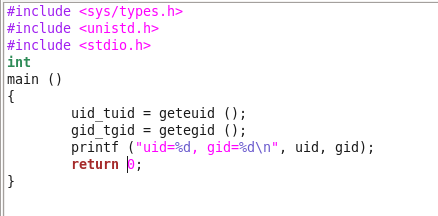 #include <sys/types.h>
#include <unistd.h>
#include <stdio.h>
int
main ()
{
        uid_tuid = geteuid ();
        gid_tgid = getegid ();
        printf ("uid=%d, gid=%d\n", uid, gid);
        return 0;
}